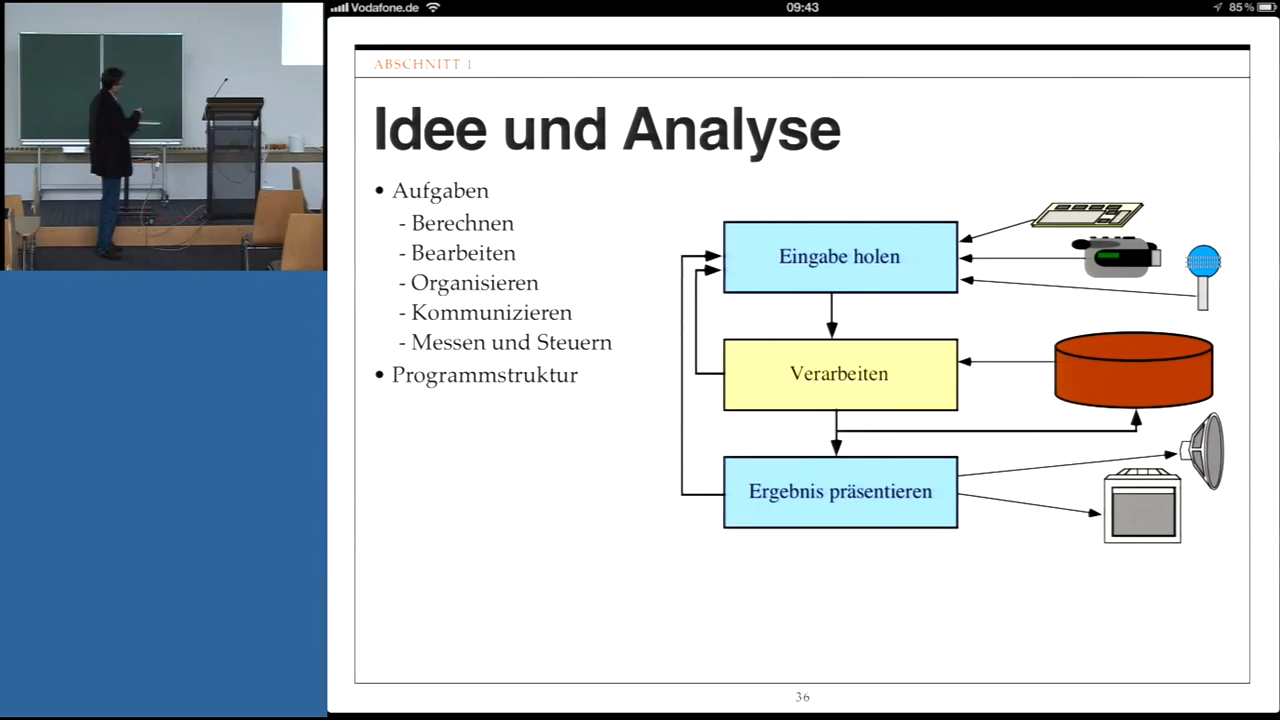 Vodafone.de
09:43
85%
ABSCHNITT 1
Idee und Analyse
• Aufgaben
- Berechnen
- Bearbeiten
- Organisieren
- Kommunizieren
- Messen und Steuern
• Programmstruktur
Eingabe holen
Verarbeiten
Ergebnis präsentieren
36